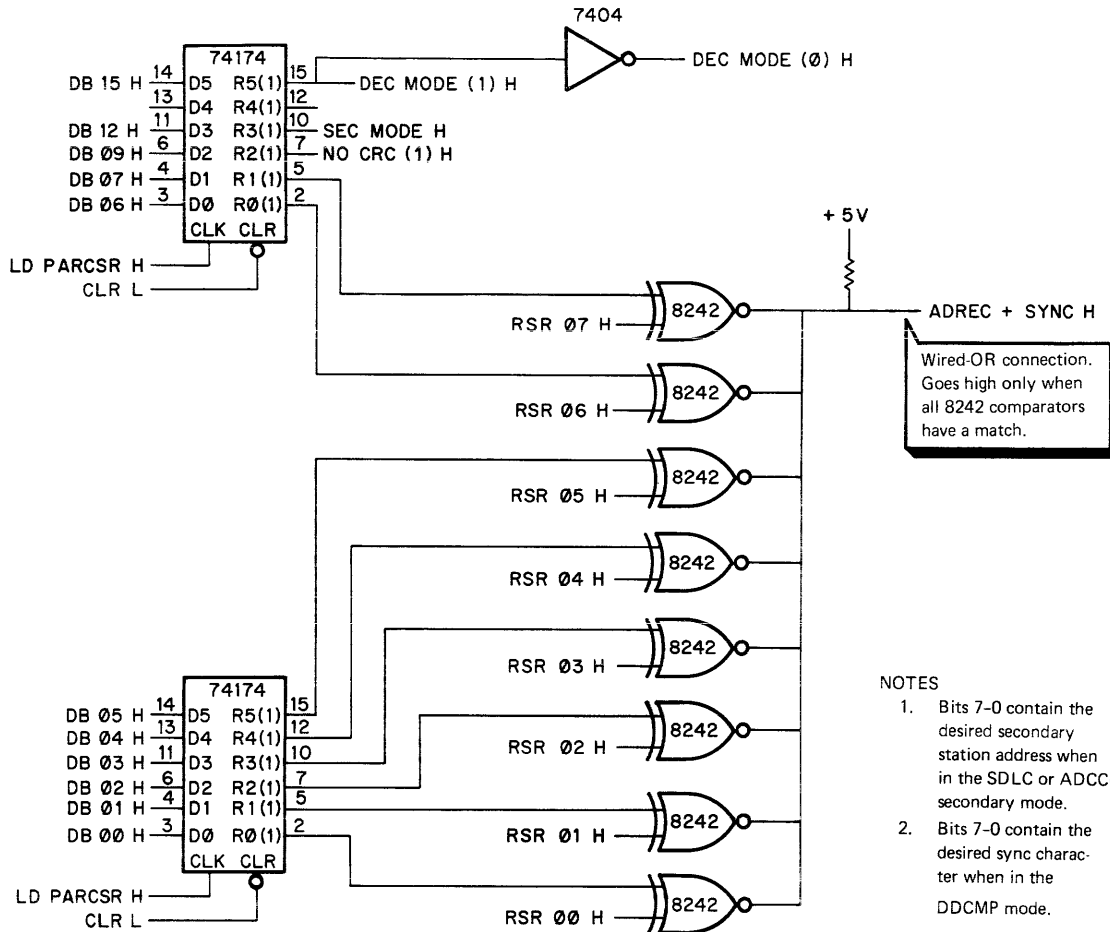 7404
DEC MODE (Ø) H
74174
DB 15 H 14 D5 R5(1) 15 DEC MODE (1) H
13 D4 R4(1) 12
DB 12 H 11 D3 R3(1) 10 SEC MODE H
DB Ø9 H 6 D2 R2(1) 7 NO CRC (1) H
DB Ø7 H 4 D1 R1(1) 5
DB Ø6 H 3 DØ RØ(1) 2
CLK CLR
LD PARCSR H
CLR L
+ 5V
RSR Ø7 H 8242
ADREC + SYNC H
Wired-OR connection.
Goes high only when
all 8242 comparators
have a match.
RSR Ø6 H 8242
RSR Ø5 H 8242
RSR Ø4 H 8242
RSR Ø3 H 8242
74174
DB Ø5 H 14 D5 R5(1) 15
DB Ø4 H 13 D4 R4(1) 12
DB Ø3 H 11 D3 R3(1) 10
DB Ø2 H 6 D2 R2(1) 7
DB Ø1 H 4 D1 R1(1) 5
DB ØØ H 3 DØ RØ(1) 2
CLK CLR
LD PARCSR H
CLR L
RSR Ø2 H 8242
RSR Ø1 H 8242
RSR ØØ H 8242
NOTES
1. Bits 7-0 contain the
desired secondary
station address when
in the SDLC or ADCC
secondary mode.
2. Bits 7-0 contain the
desired sync charac-
ter when in the
DDCMP mode.